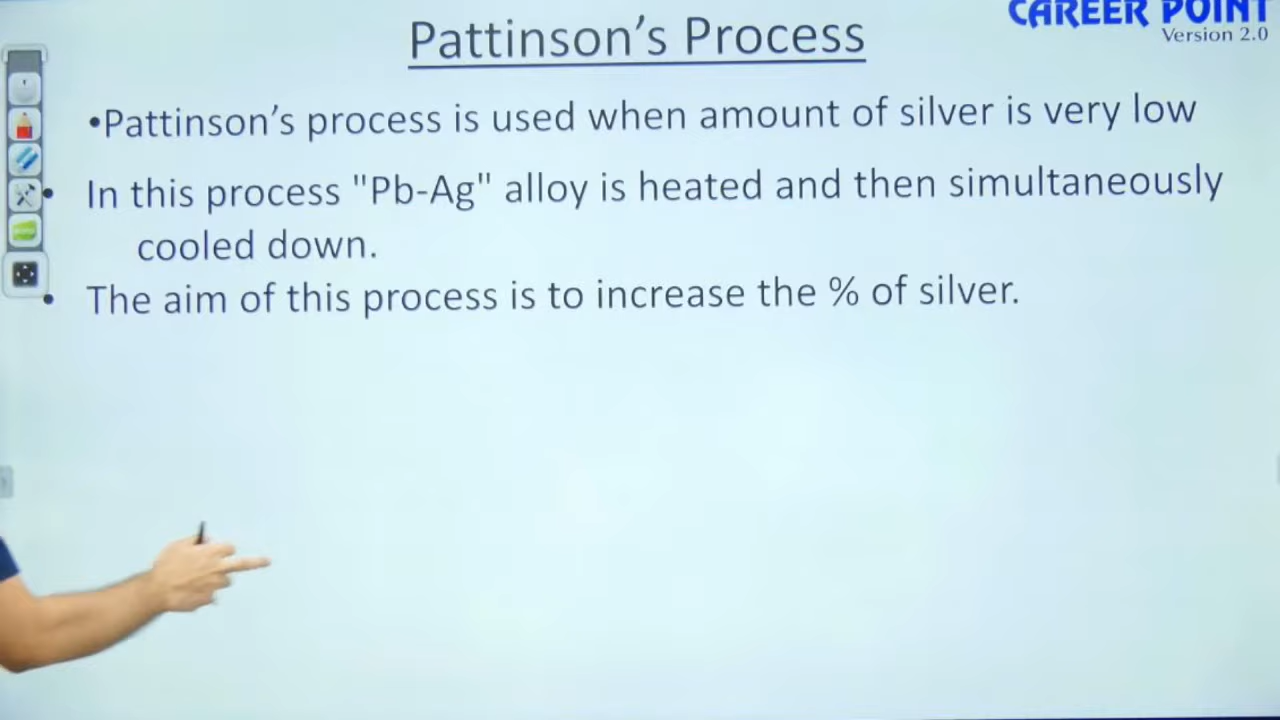 CAREER POINT
Version 2.0
Pattinson's Process
•Pattinson's process is used when amount of silver is very low
• In this process "Pb-Ag" alloy is heated and then simultaneously
cooled down.
• The aim of this process is to increase the % of silver.